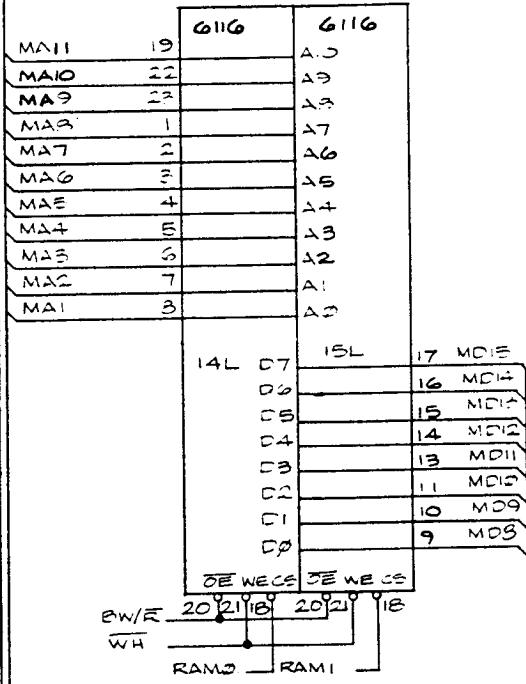 6116 6116
MA11 19 A10
MA10 22 A9
MA9 23 A8
MA8 1 A7
MA7 2 A6
MA6 3 A5
MA5 4 A4
MA4 5 A3
MA3 6 A2
MA2 7 A1
MA1 8 A0
14L D7 15L 17 MD15
D6 16 MD14
D5 15 MD13
D4 14 MD12
D3 13 MD11
D2 11 MD10
D1 10 MD9
DØ 9 MD8
OE WE CS OE WE CS
20 21 18 20 21 18
BW/R
WH
RAM0 RAM1